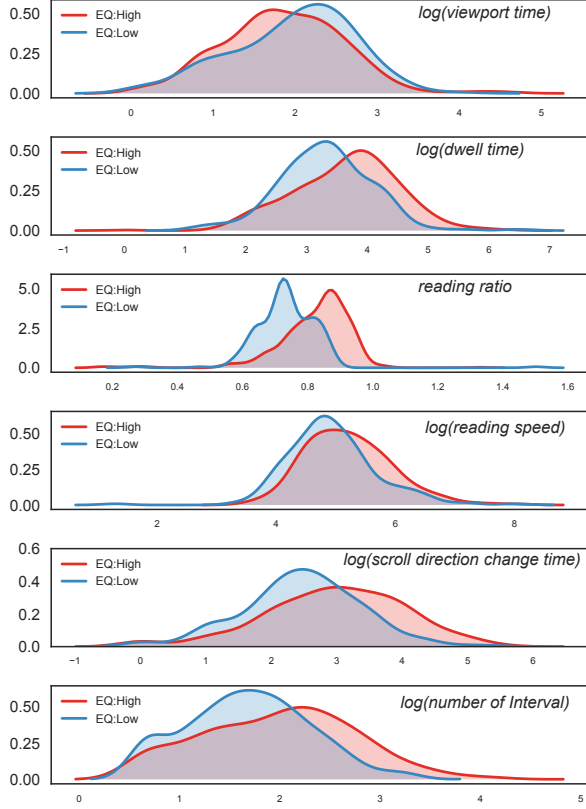 0.50
0.25
0.00
EQ:High
EQ:Low
log(viewport time)
0 1 2 3 4 5
0.50
0.25
0.00
EQ:High
EQ:Low
log(dwell time)
−1 0 1 2 3 4 5 6 7
5.0
2.5
0.0
EQ:High
EQ:Low
reading ratio
0.2 0.4 0.6 0.8 1.0 1.2 1.4 1.6
0.50
0.25
0.00
EQ:High
EQ:Low
log(reading speed)
2 4 6 8
0.6
0.4
0.2
0.0
EQ:High
EQ:Low
log(scroll direction change time)
−1 0 1 2 3 4 5 6
0.50
0.25
0.00
EQ:High
EQ:Low
log(number of Interval)
0 1 2 3 4 5